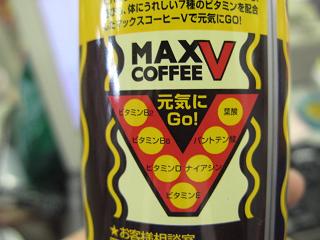 体にうれしい7種のビタミンを配合
マックスコーヒーVで元気にGO!
MAX V
COFFEE
元気に
Go!
ビタミンB2
葉酸
ビタミンB6
パントテン酸
ビタミンD
ナイアシン
ビタミンE
★お客様相談室